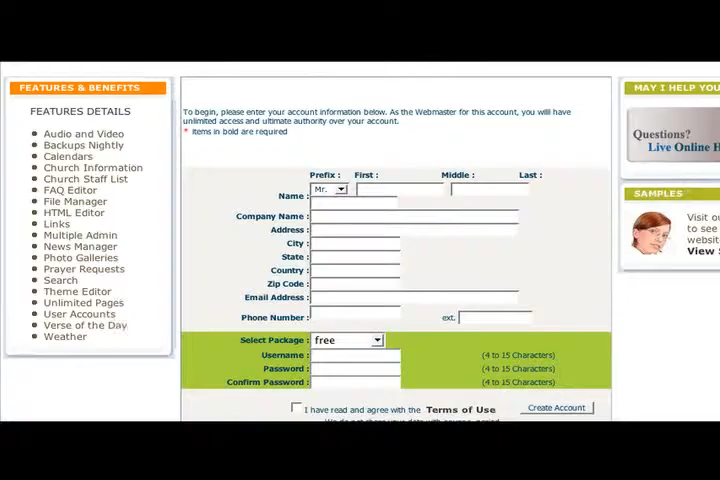 FEATURES & BENEFITS
FEATURES DETAILS
Audio and Video
Backups Nightly
Calendars
Church Information
Church Staff List
FAQ Editor
File Manager
HTML Editor
Links
Multiple Admin
News Manager
Photo Galleries
Prayer Requests
Search
Theme Editor
Unlimited Pages
User Accounts
Verse of the Day
Weather
To begin, please enter your account information below. As the Webmaster for this account, you will have
unlimited access and ultimate authority over your account.
* items in bold are required
Prefix : First : Middle : Last :
Mr.
Name :
Company Name :
Address :
City :
State :
Country :
Zip Code :
Email Address :
Phone Number : ext.
Select Package : free
Username : (4 to 15 Characters)
Password : (4 to 15 Characters)
Confirm Password : (4 to 15 Characters)
I have read and agree with the Terms of Use Create Account
MAY I HELP YOU
Questions?
Live Online H
SAMPLES
Visit o
to see
websit
View S